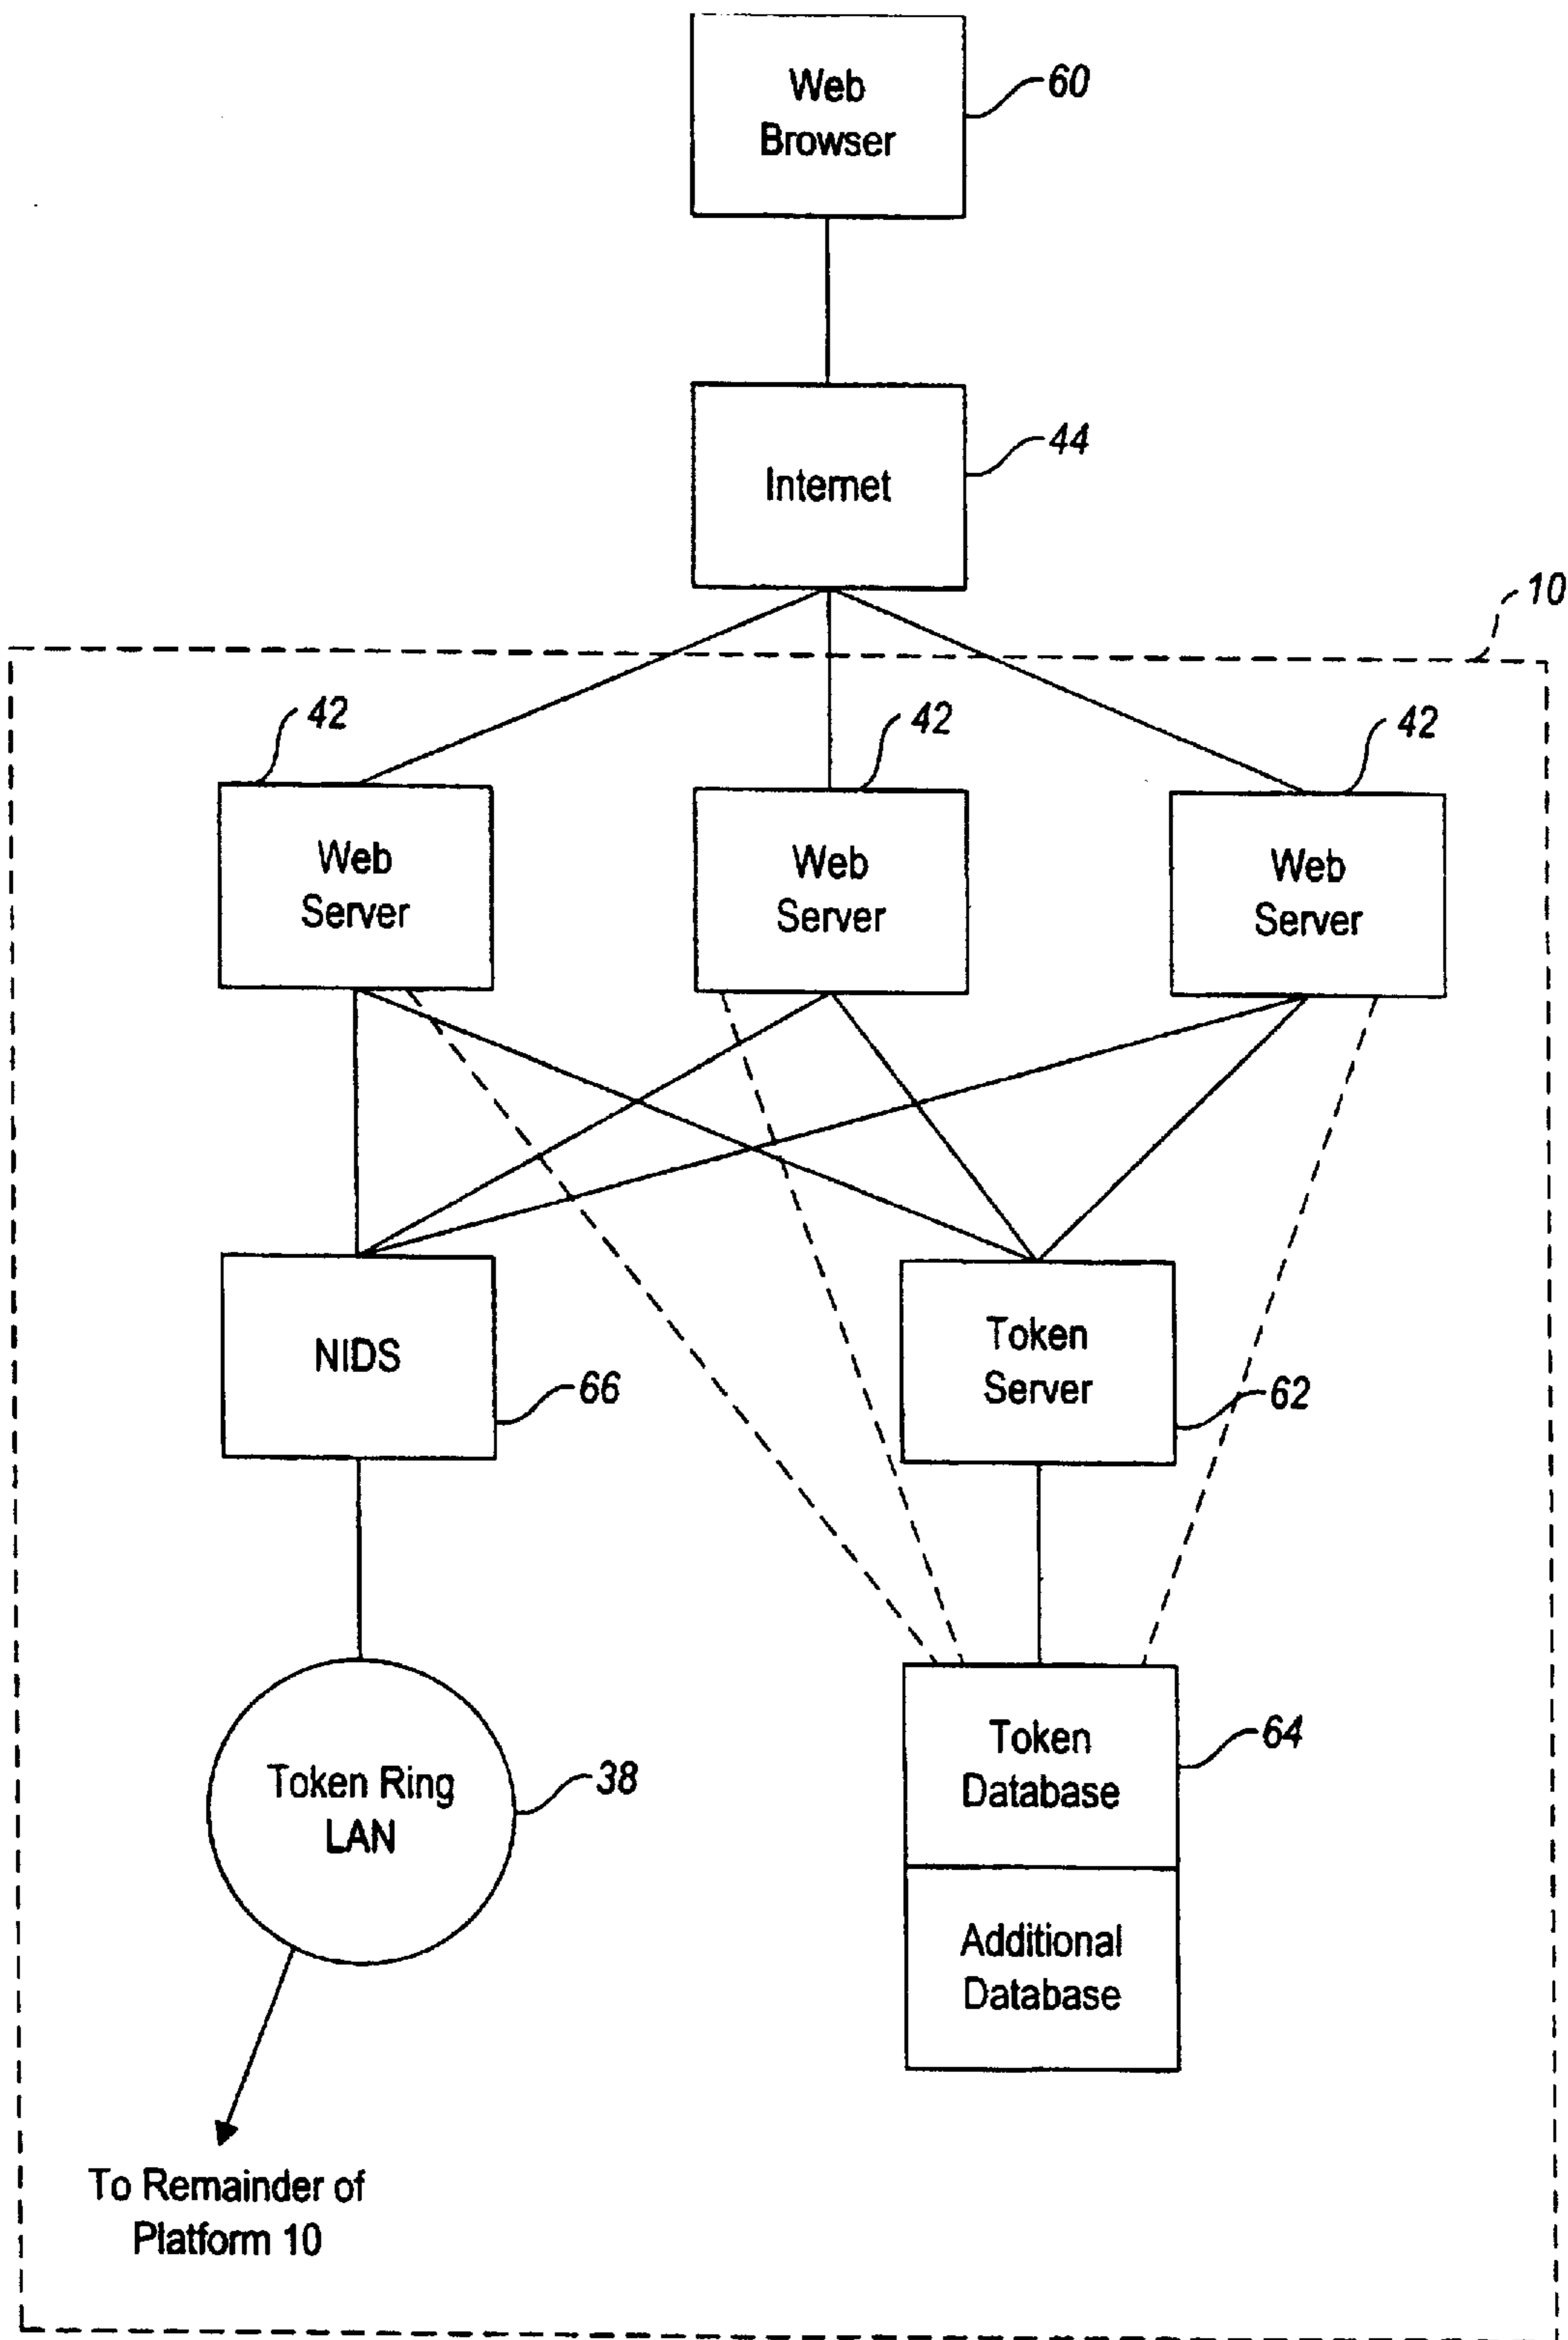 Web
Browser
60
Internet
44
10
42
42
42
Web
Server
Web
Server
Web
Server
NIDS
66
Token
Server
62
Token Ring
LAN
38
Token
Database
64
Additional
Database
To Remainder of
Platform 10